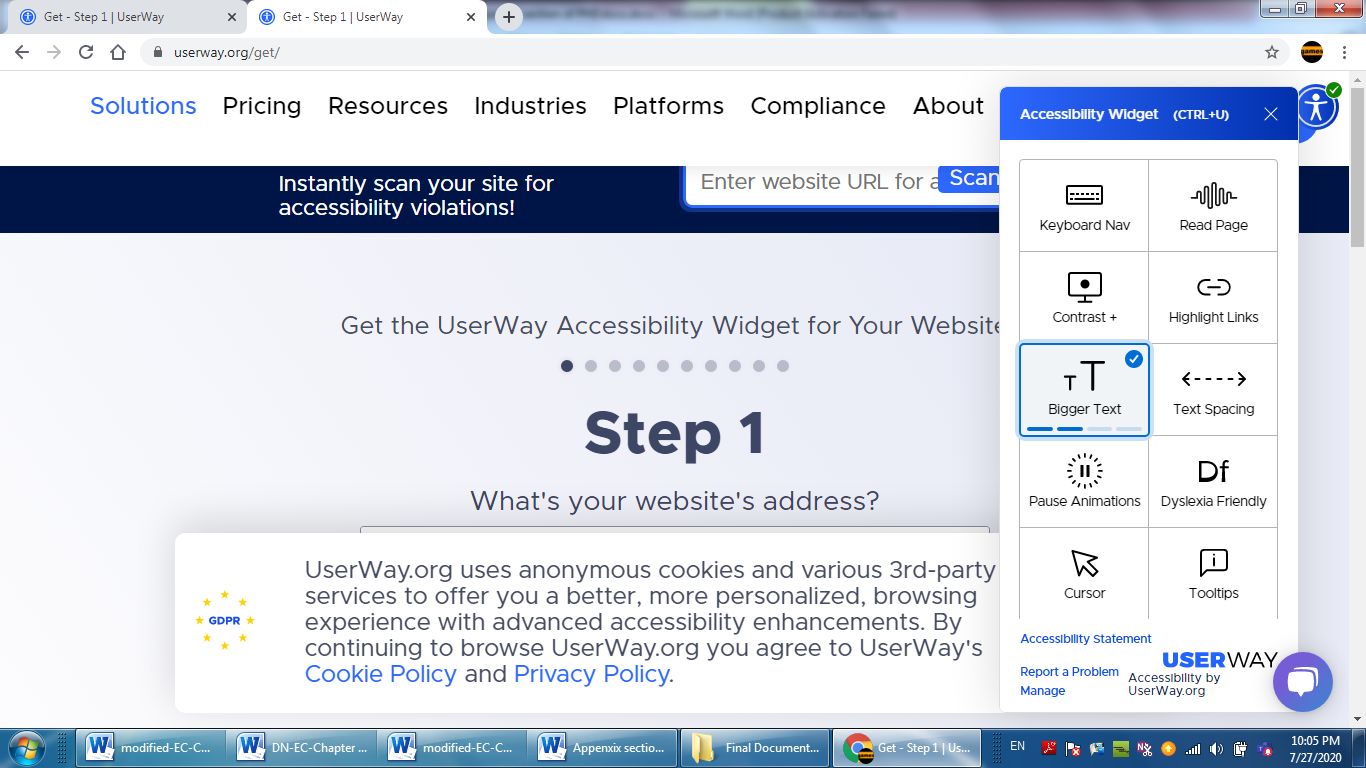 Get - Step 1 | UserWay
Get - Step 1 | UserWay
userway.org/get/
games
Solutions Pricing Resources Industries Platforms Compliance About
Instantly scan your site for
accessibility violations!
Enter website URL for a
Scan
Get the UserWay Accessibility Widget for Your Website
Step 1
What's your website's address?
GDPR
UserWay.org uses anonymous cookies and various 3rd-party
services to offer you a better, more personalized, browsing
experience with advanced accessibility enhancements. By
continuing to browse UserWay.org you agree to UserWay's
Cookie Policy and Privacy Policy.
Accessibility Widget (CTRL+U)
Keyboard Nav
Read Page
Contrast +
Highlight Links
Bigger Text
Text Spacing
Pause Animations
Df
Dyslexia Friendly
Cursor
Tooltips
Accessibility Statement
Report a Problem
Manage
USERWAY
Accessibility by
UserWay.org
modified-EC-C...
DN-EC-Chapter ...
modified-EC-C...
Appenxix sectio...
Final Document...
Get - Step 1 | Us...
EN
10:05 PM
7/27/2020